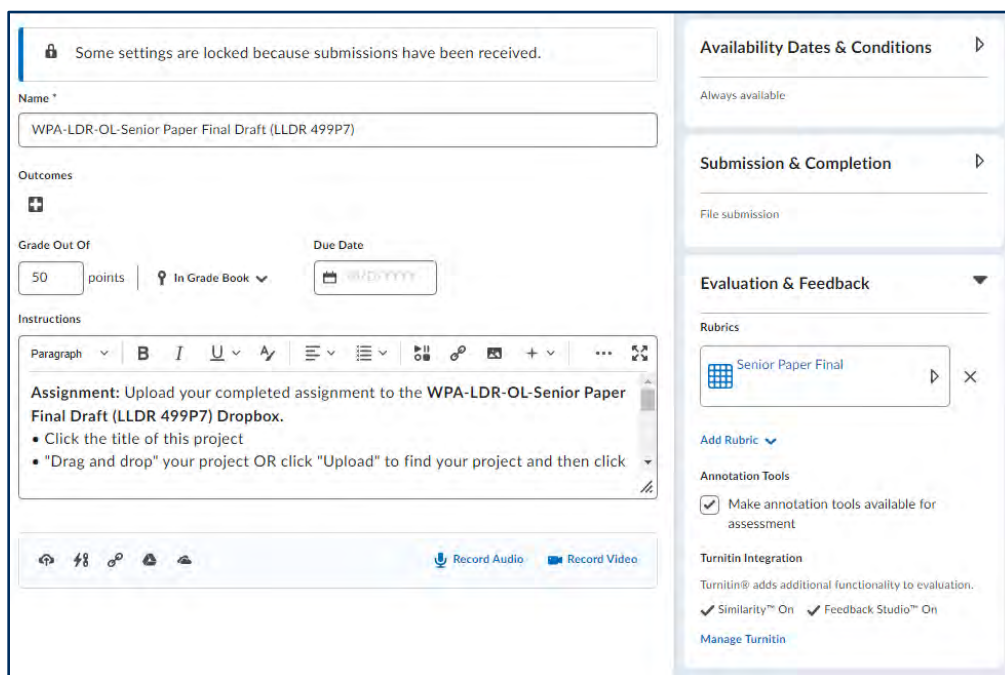 Some settings are locked because submissions have been received.
Name *
WPA-LDR-OL-Senior Paper Final Draft (LLDR 499P7)
Outcomes
Grade Out Of
50 points
In Grade Book
Due Date
Instructions
Paragraph
B I U A
Assignment: Upload your completed assignment to the WPA-LDR-OL-Senior Paper
Final Draft (LLDR 499P7) Dropbox.
• Click the title of this project
• "Drag and drop" your project OR click "Upload" to find your project and then click
Record Audio
Record Video
Availability Dates & Conditions
Always available
Submission & Completion
File submission
Evaluation & Feedback
Rubrics
Senior Paper Final
Add Rubric
Annotation Tools
Make annotation tools available for
assessment
Turnitin Integration
Turnitin® adds additional functionality to evaluation.
Similarity™ On Feedback Studio™ On
Manage Turnitin